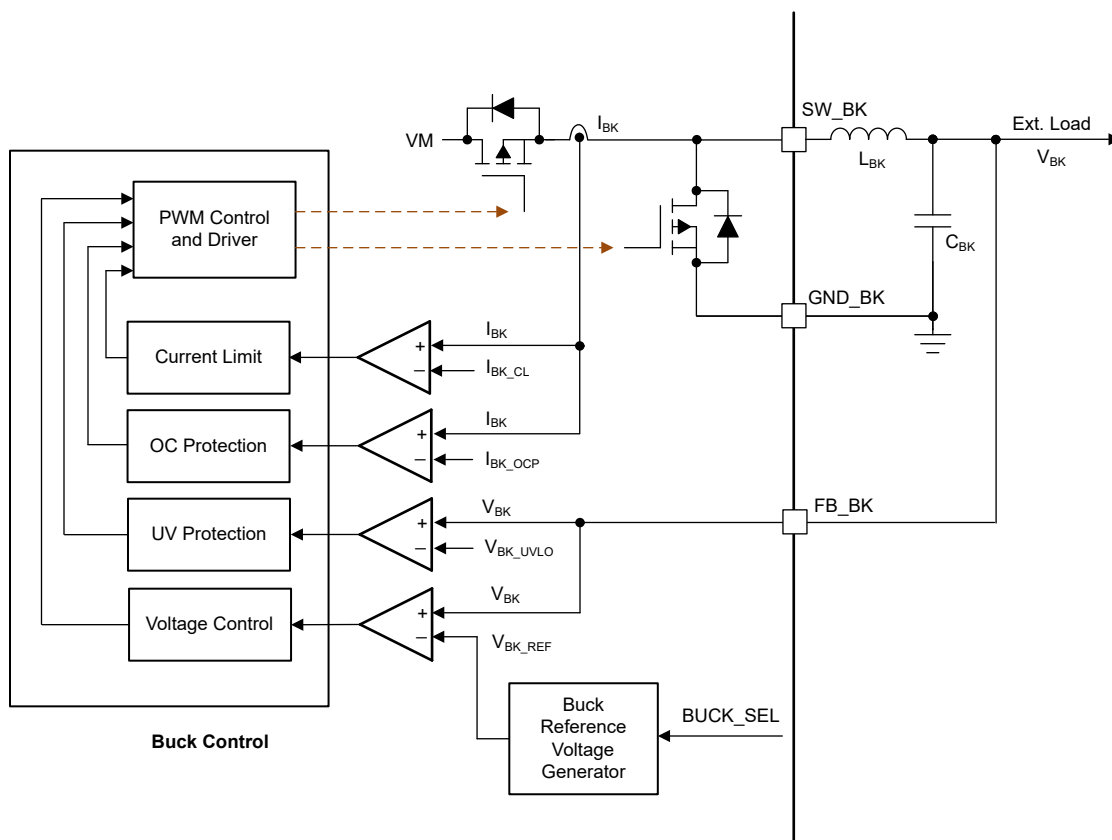 SW_BK
Ext. Load
VM
I_BK
L_BK
V_BK
PWM Control
and Driver
C_BK
GND_BK
I_BK
+
Current Limit
−
I_BK_CL
I_BK
+
OC Protection
−
I_BK_OCP
FB_BK
V_BK
+
UV Protection
−
V_BK_UVLO
V_BK
+
Voltage Control
−
V_BK_REF
Buck
Reference
Voltage
Generator
BUCK_SEL
Buck Control